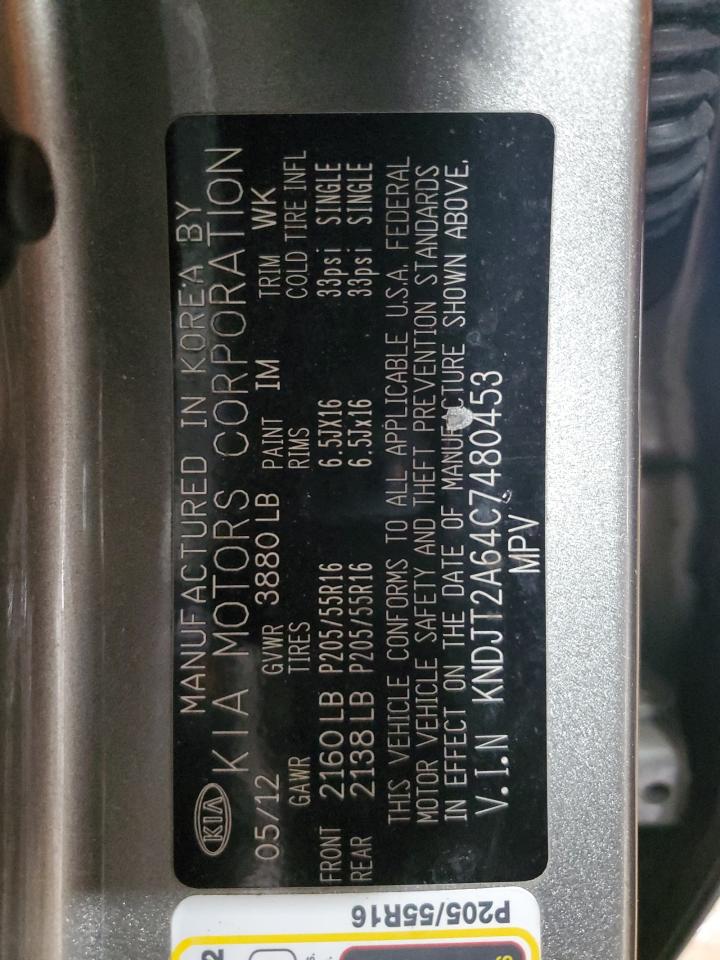 MANUFACTURED IN KOREA BY
KIA KIA MOTORS CORPORATION
05/12 GVWR 3880 LB PAINT IM TRIM WK
GAWR TIRES RIMS COLD TIRE INFL
FRONT 2160 LB P205/55R16 6.5JX16 33psi SINGLE
REAR 2138 LB P205/55R16 6.5Jx16 33psi SINGLE
THIS VEHICLE CONFORMS TO ALL APPLICABLE U.S.A. FEDERAL
MOTOR VEHICLE SAFETY AND THEFT PREVENTION STANDARDS
IN EFFECT ON THE DATE OF MANUFACTURE SHOWN ABOVE.
V.I.N KNDJT2A64C7480453
MPV
P205/55R16